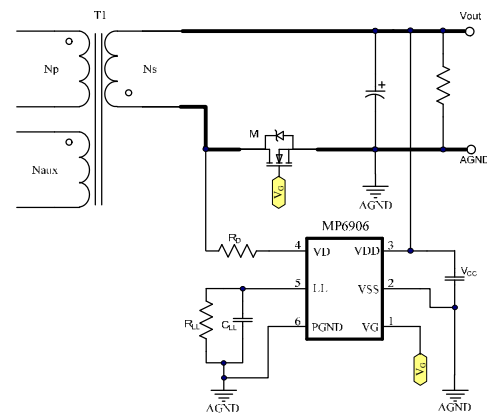 T1
Vout
Np
Ns
+
M
Naux
VG
AGND
AGND
MP6906
RD
4
VD
VDD
3
5
LL
VSS
2
VCC
RLL
CLL
6
PGND
VG
1
VG
AGND
AGND